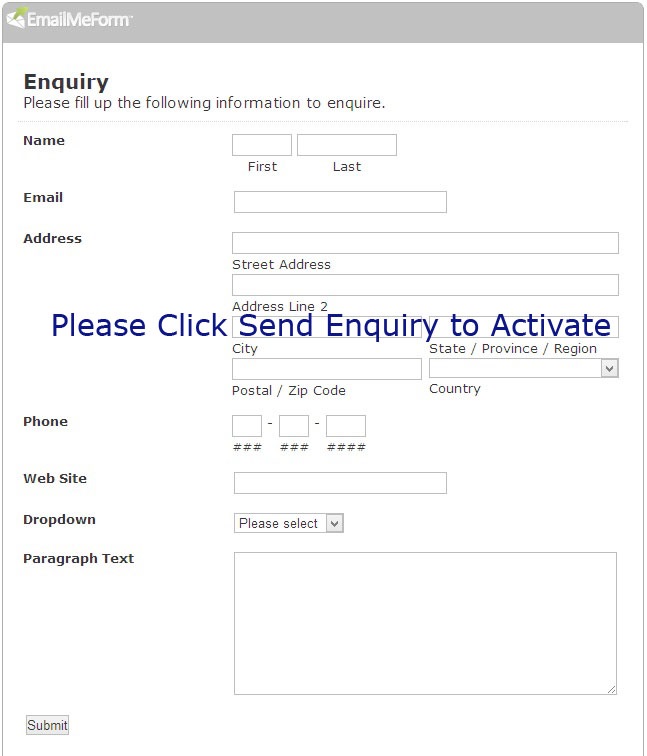 EmailMeForm
Enquiry
Please fill up the following information to enquire.
Name
First Last
Email
Address
Street Address
Address Line 2
Please Click Send Enquiry to Activate
City State / Province / Region
Postal / Zip Code Country
Phone
- -
### ### ####
Web Site
Dropdown Please select
Paragraph Text
Submit